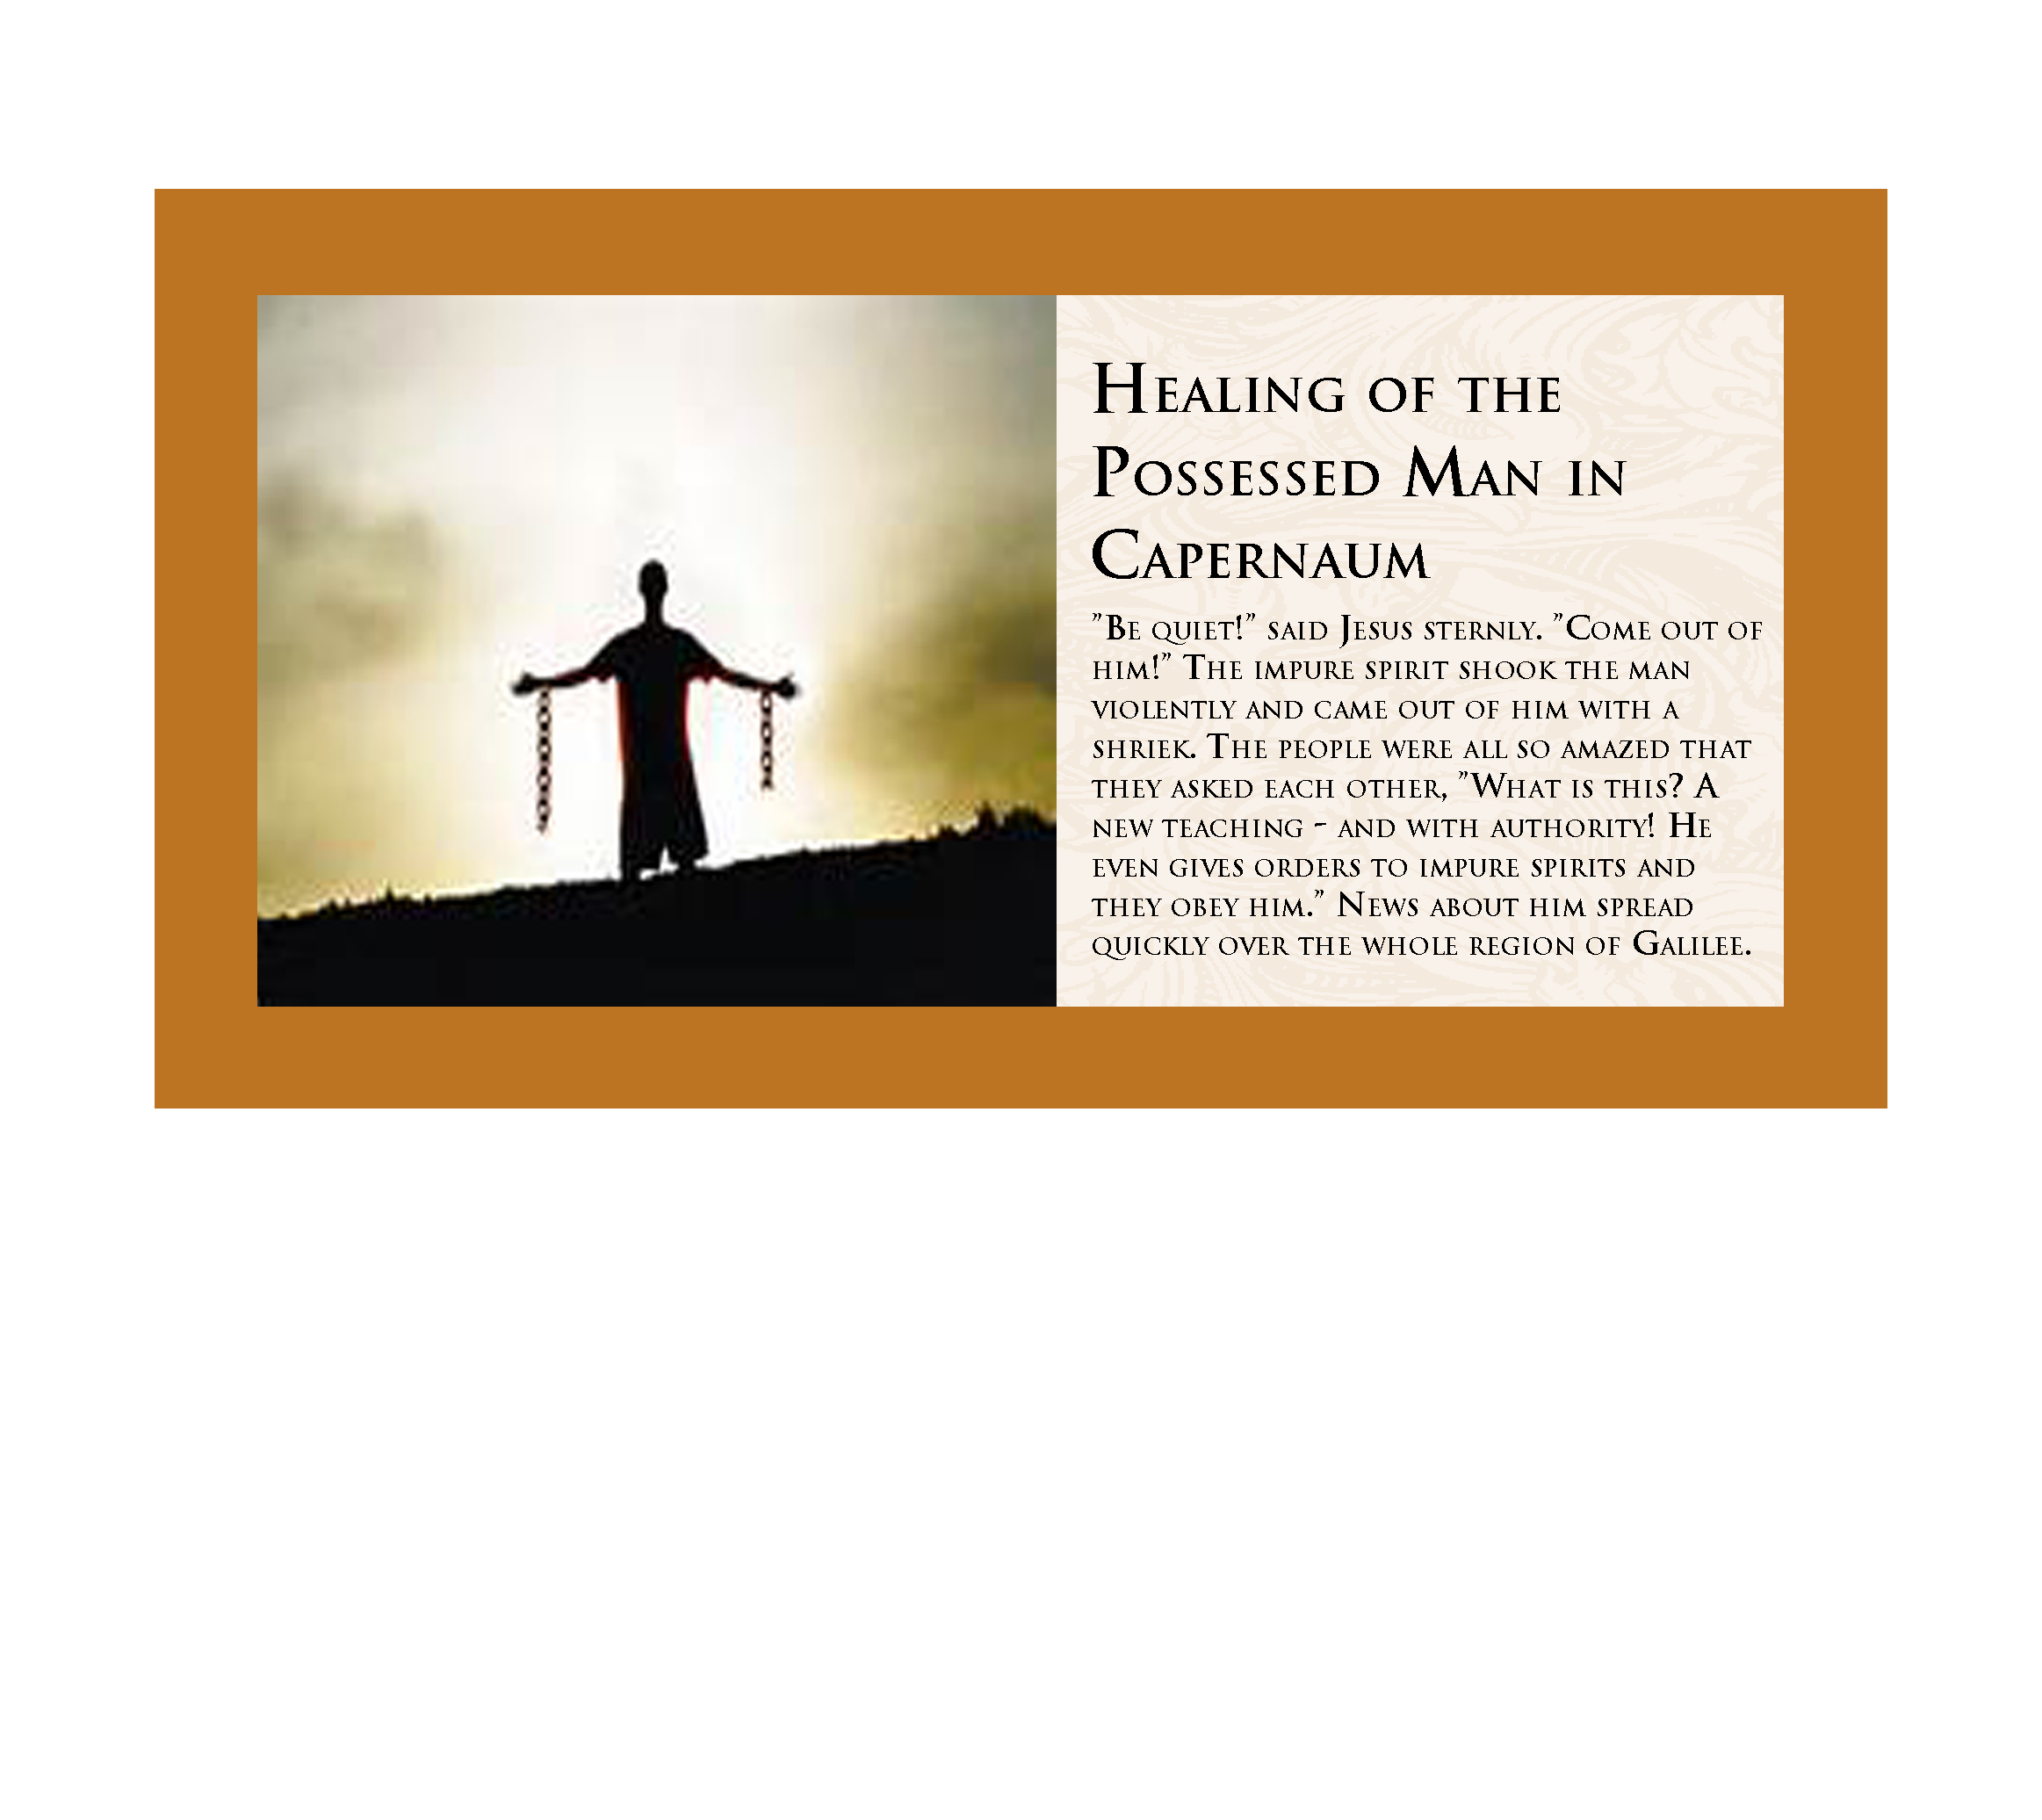 Healing of the
Possessed Man in
Capernaum
"Be quiet!" said Jesus sternly. "Come out of
him!" The impure spirit shook the man
violently and came out of him with a
shriek. The people were all so amazed that
they asked each other, "What is this? A
new teaching - and with authority! He
even gives orders to impure spirits and
they obey him." News about him spread
quickly over the whole region of Galilee.